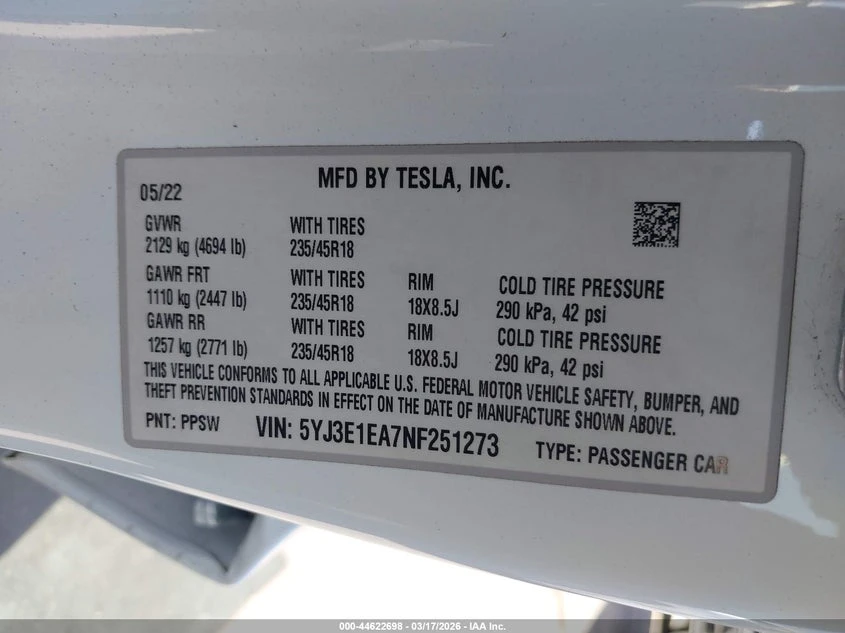 MFD BY TESLA, INC.
05/22
GVWR WITH TIRES
2129 kg (4694 lb) 235/45R18
GAWR FRT WITH TIRES RIM COLD TIRE PRESSURE
1110 kg (2447 lb) 235/45R18 18X8.5J 290 kPa, 42 psi
GAWR RR WITH TIRES RIM COLD TIRE PRESSURE
1257 kg (2771 lb) 235/45R18 18X8.5J 290 kPa, 42 psi
THIS VEHICLE CONFORMS TO ALL APPLICABLE U.S. FEDERAL MOTOR VEHICLE SAFETY, BUMPER, AND
THEFT PREVENTION STANDARDS IN EFFECT ON THE DATE OF MANUFACTURE SHOWN ABOVE.
PNT: PPSW VIN: 5YJ3E1EA7NF251273 TYPE: PASSENGER CAR
000-44622698 - 03/17/2026 - IAA Inc.